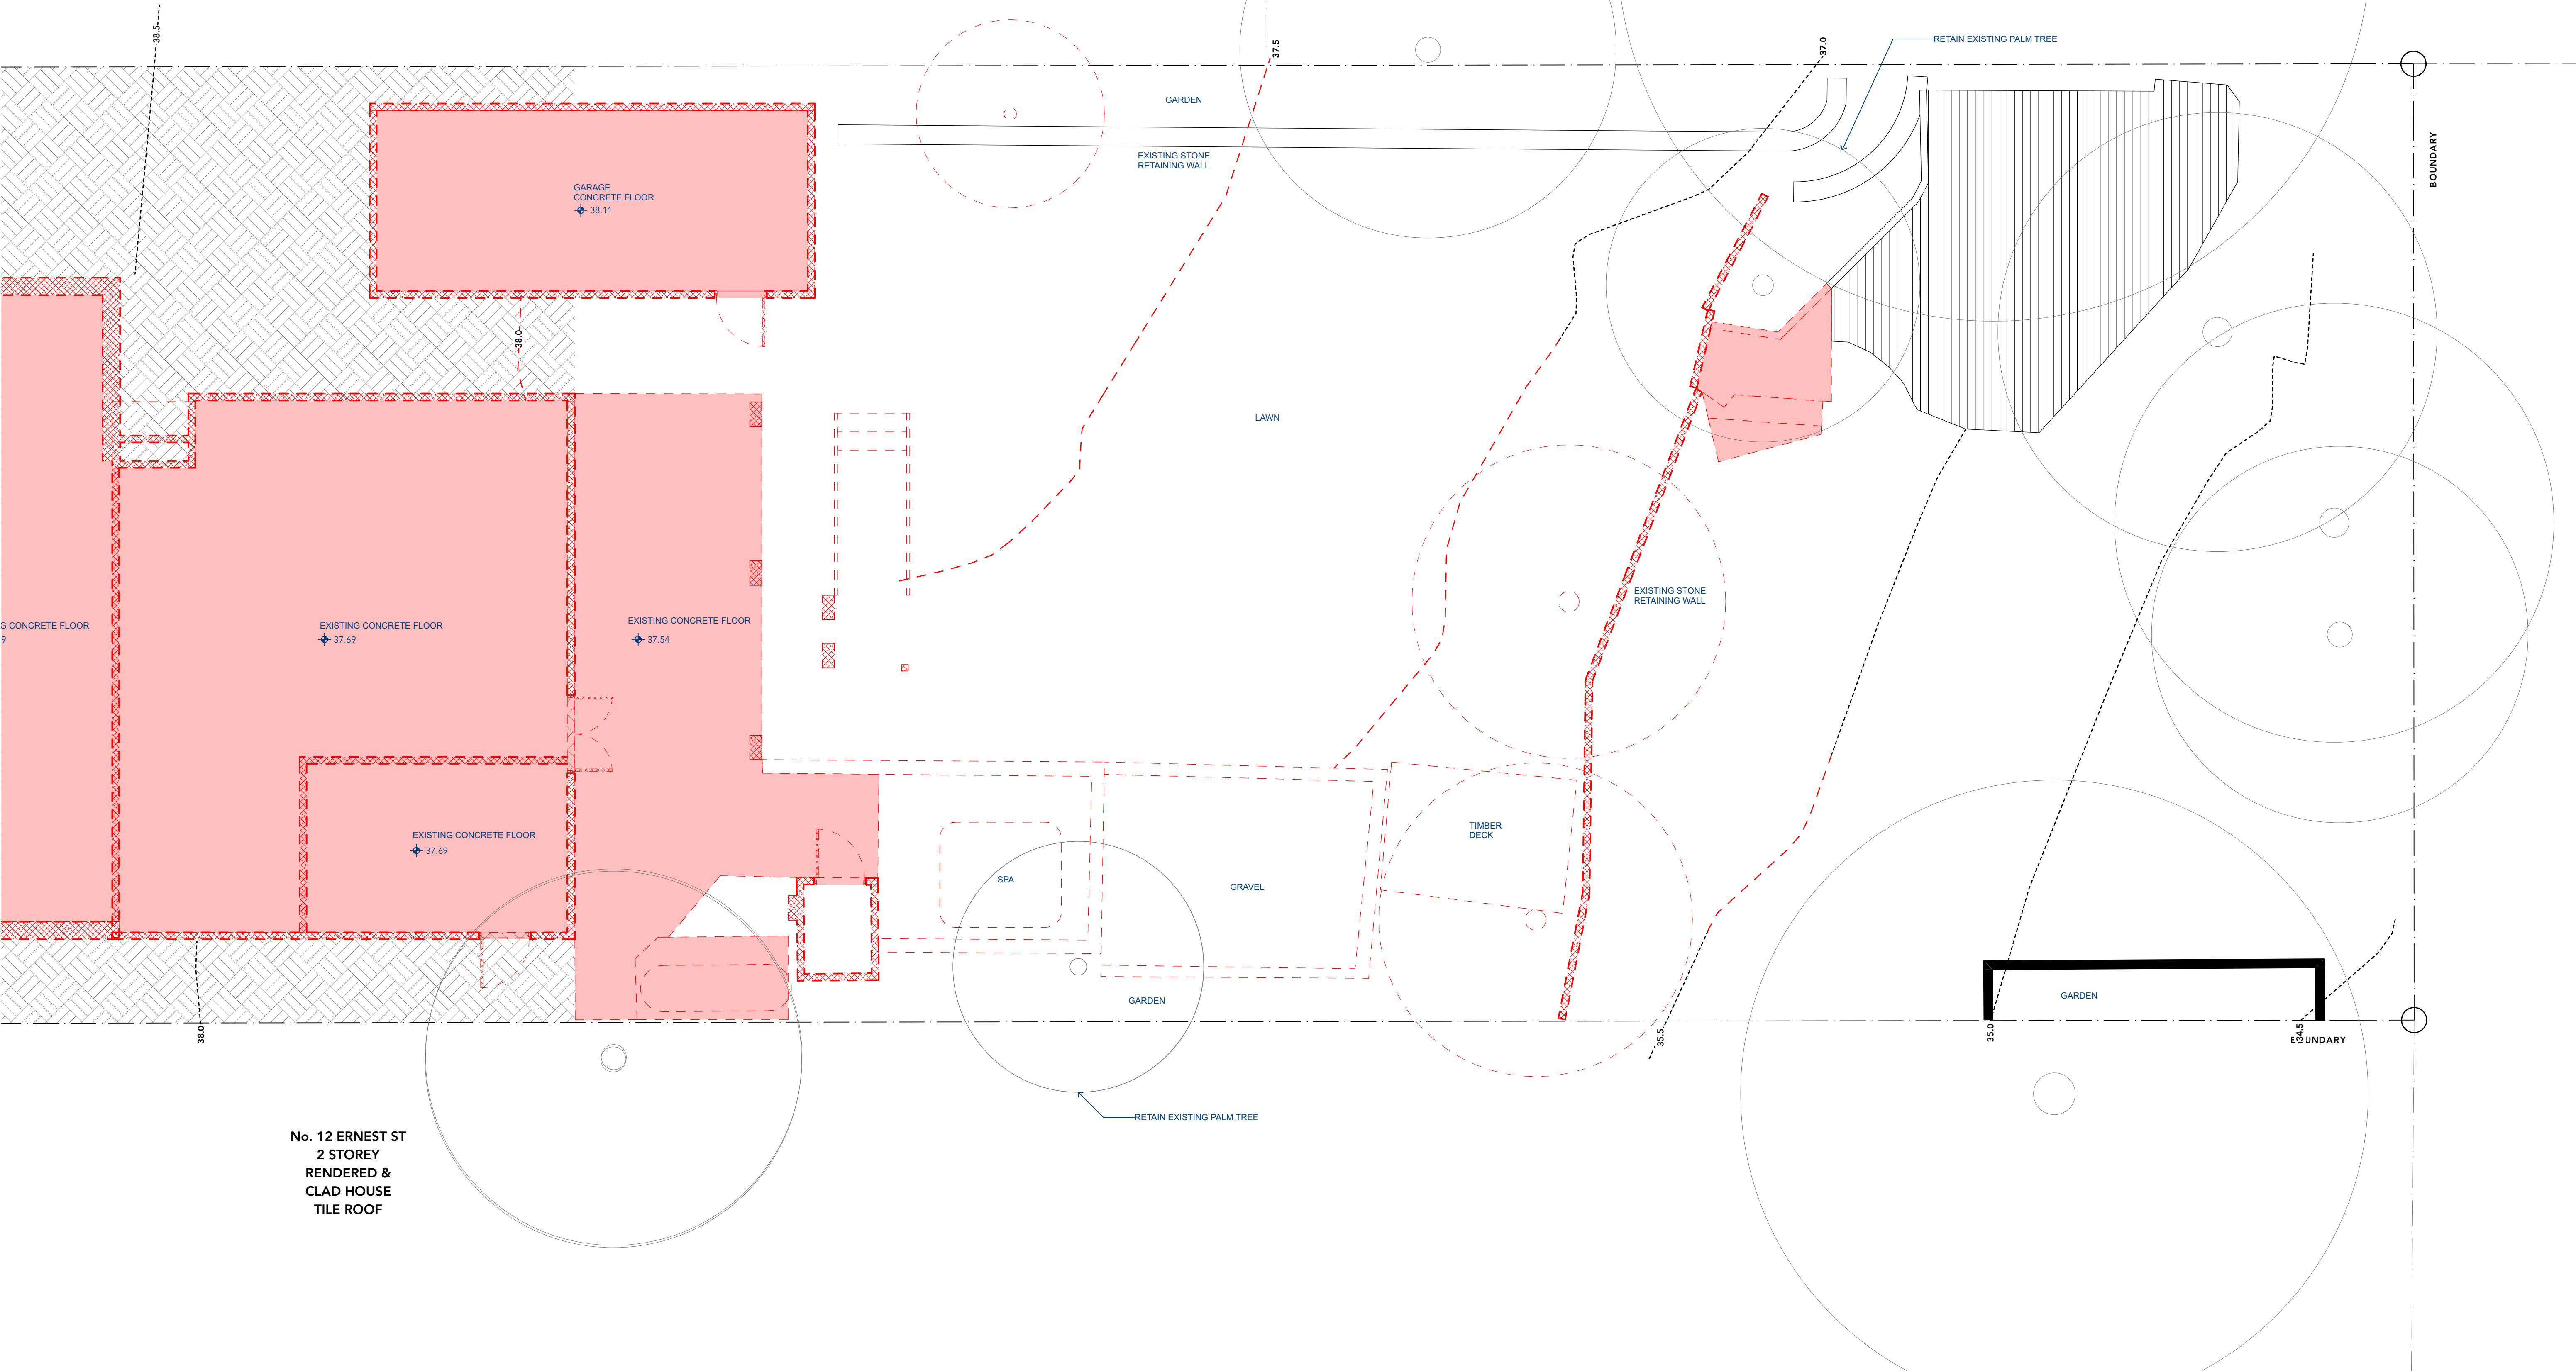 38.5
37.5
37.0
RETAIN EXISTING PALM TREE
GARDEN
BOUNDARY
EXISTING STONE
RETAINING WALL
GARAGE
CONCRETE FLOOR
38.11
38.0
LAWN
EXISTING STONE
RETAINING WALL
G CONCRETE FLOOR
9
EXISTING CONCRETE FLOOR
37.69
EXISTING CONCRETE FLOOR
37.54
EXISTING CONCRETE FLOOR
37.69
TIMBER
DECK
SPA
GRAVEL
GARDEN
GARDEN
38.0
35.5
35.0
34.5
BOUNDARY
RETAIN EXISTING PALM TREE
No. 12 ERNEST ST
2 STOREY
RENDERED &
CLAD HOUSE
TILE ROOF